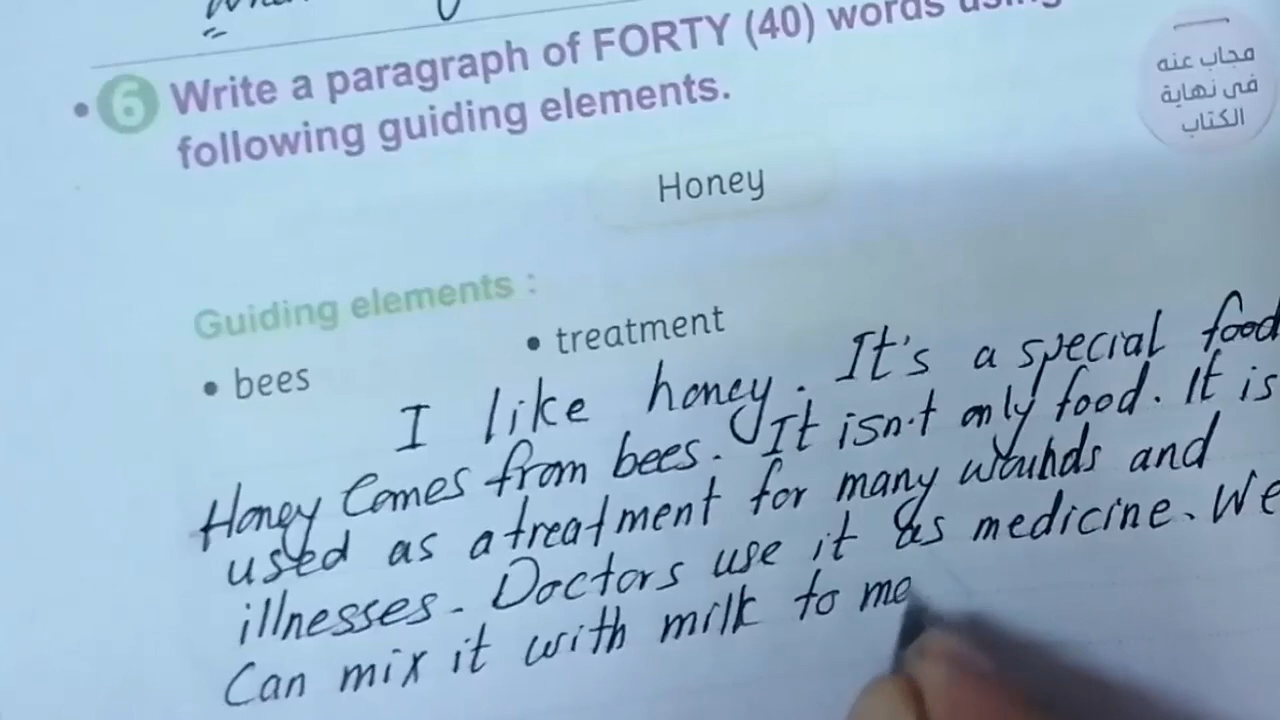 6 Write a paragraph of FORTY (40) words using
following guiding elements.
مجاب عنه
فى نهاية
الكتاب
Honey
Guiding elements :
• bees
• treatment
I like honey. It's a special food
Honey Comes from bees. It isn't only food. It is
used as a treatment for many wounds and
illnesses. Doctors use it as medicine. We
Can mix it with milk to